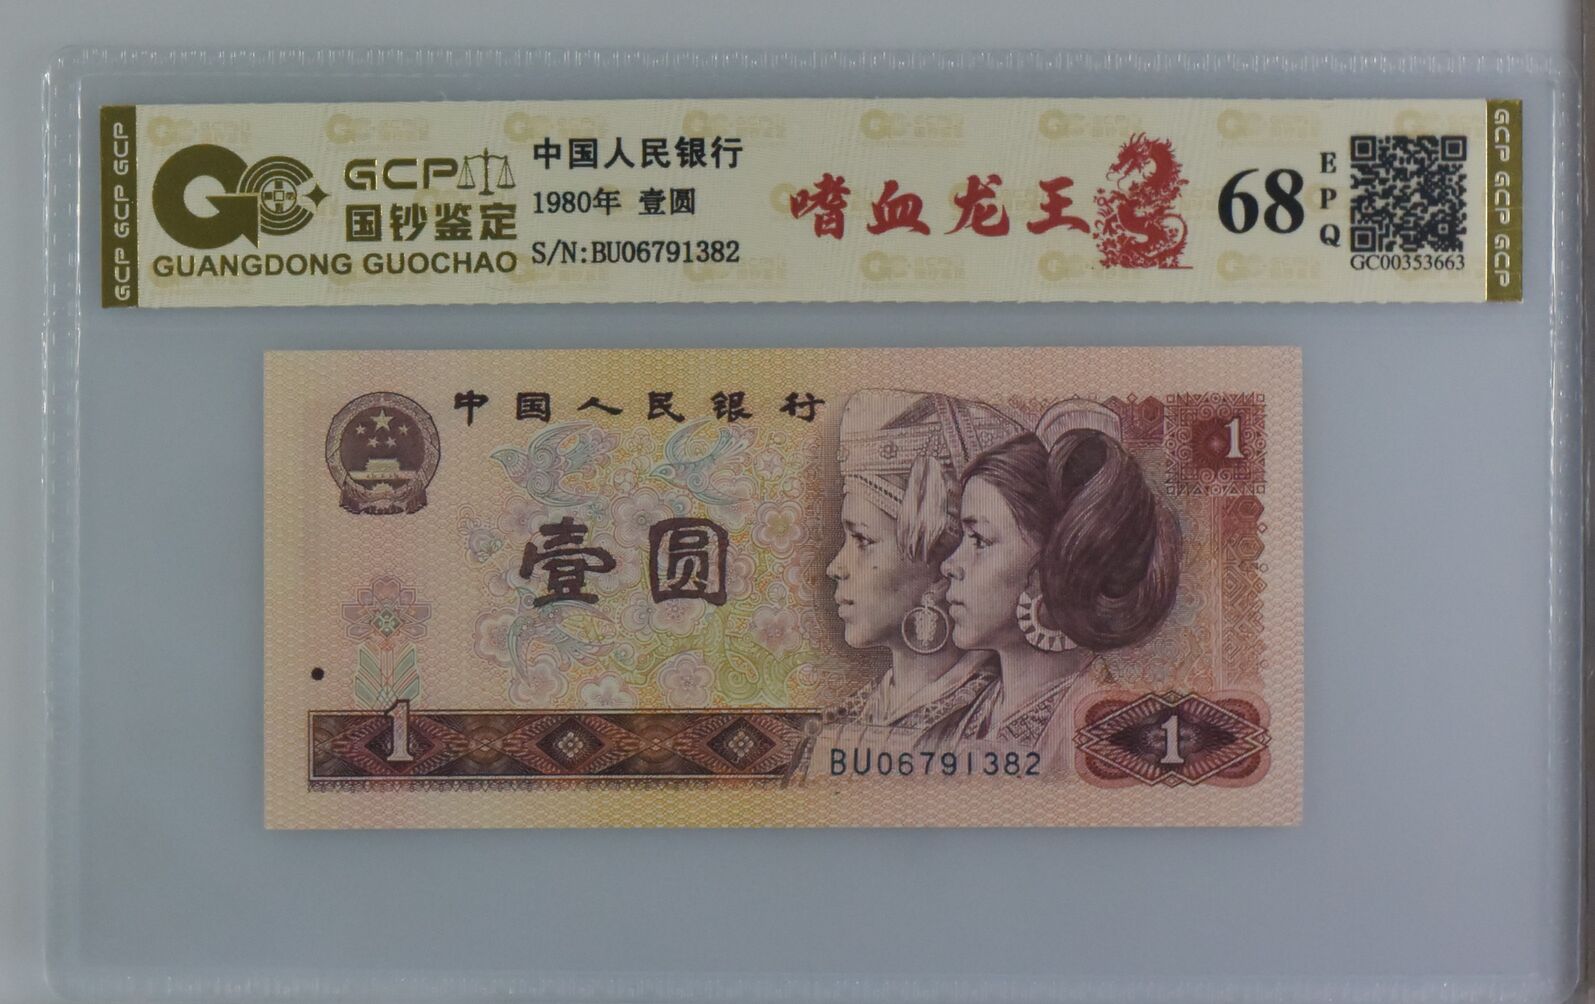 GCP GCP GCP
GCP
国钞鉴定
GUANGDONG GUOCHAO
中国人民银行
1980年 壹圆
S/N:BU06791382
嗜血龙王
68
EPQ
GC00353663
GCP GCP GCP
中国人民银行
1
壹圆
1
BU06791382
1